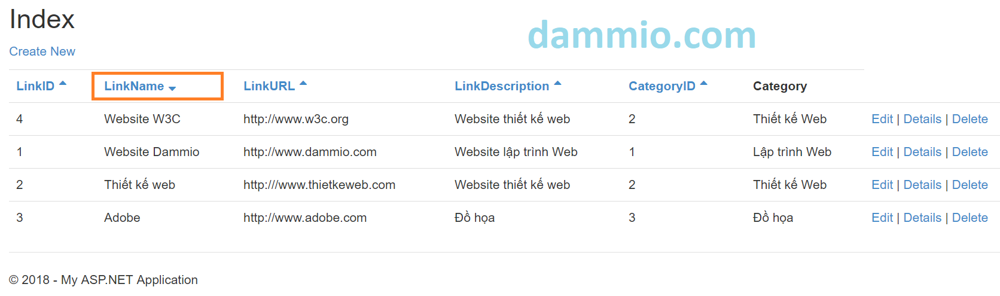 Index
dammio.com
Create New
LinkID LinkName LinkURL LinkDescription CategoryID Category
4 Website W3C http://www.w3c.org Website thiết kế web 2 Thiết kế Web Edit | Details | Delete
1 Website Dammio http://www.dammio.com Website lập trình Web 1 Lập trình Web Edit | Details | Delete
2 Thiết kế web http:///www.thietkeweb.com Website thiết kế web 2 Thiết kế Web Edit | Details | Delete
3 Adobe http://www.adobe.com Đồ họa 3 Đồ họa Edit | Details | Delete
© 2018 - My ASP.NET Application